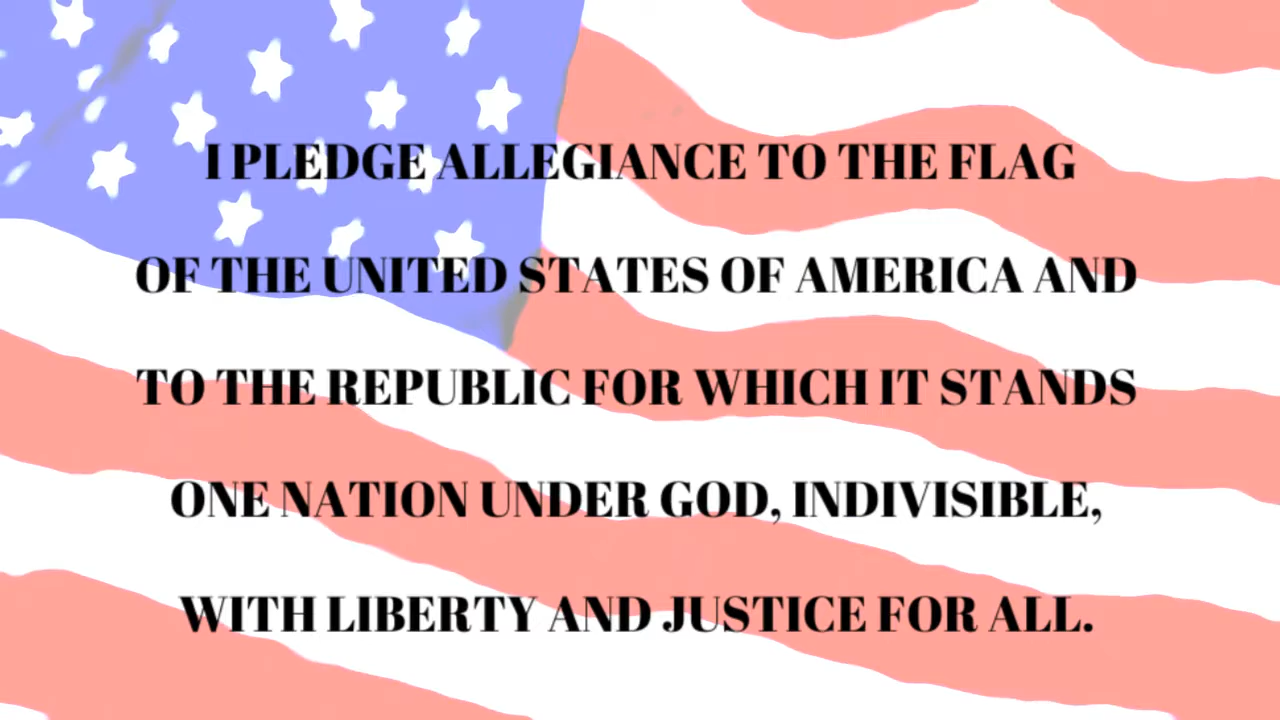 I PLEDGE ALLEGIANCE TO THE FLAG
OF THE UNITED STATES OF AMERICA AND
TO THE REPUBLIC FOR WHICH IT STANDS
ONE NATION UNDER GOD, INDIVISIBLE,
WITH LIBERTY AND JUSTICE FOR ALL.